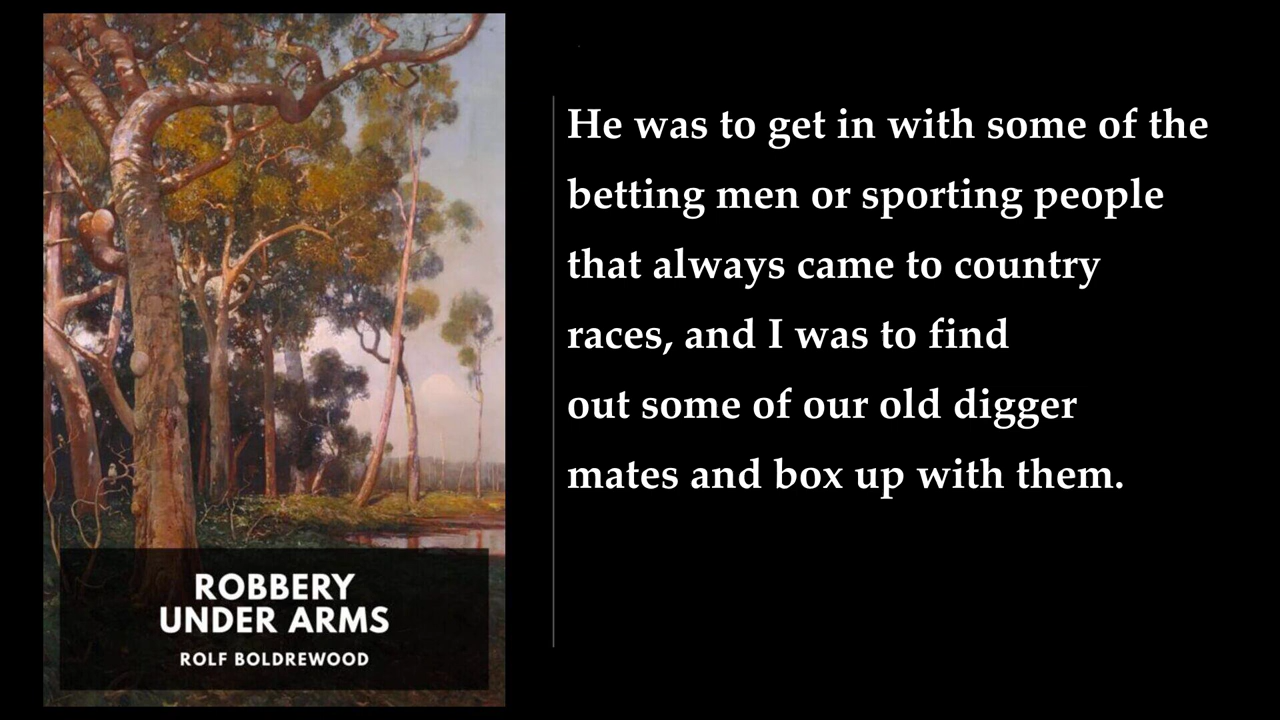 He was to get in with some of the
betting men or sporting people
that always came to country
races, and I was to find
out some of our old digger
mates and box up with them.
ROBBERY
UNDER ARMS
ROLF BOLDREWOOD